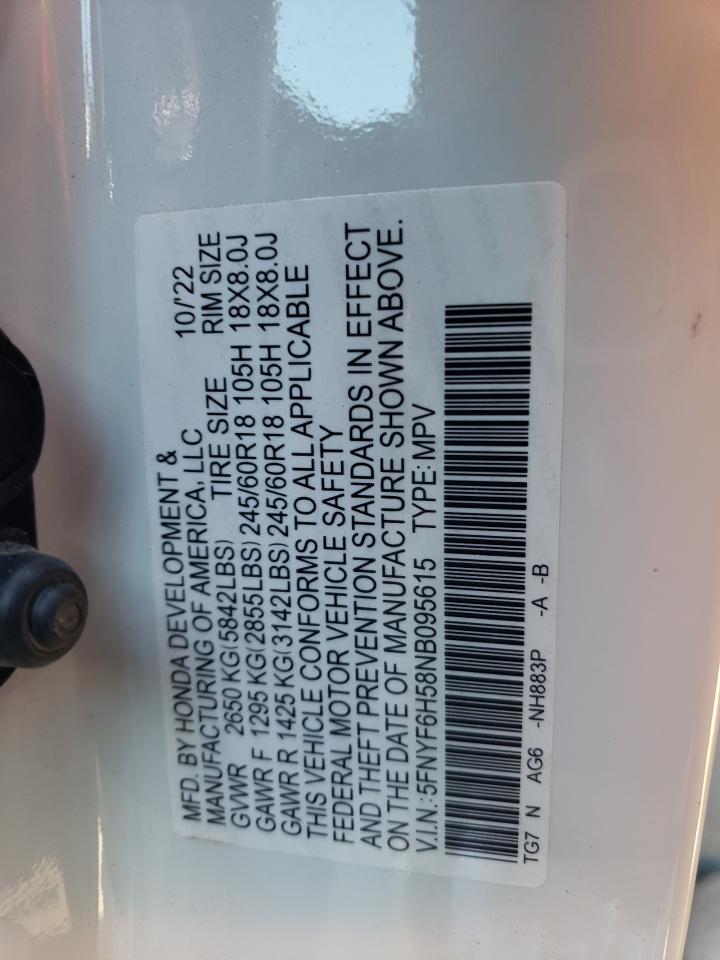 MFD. BY HONDA DEVELOPMENT & 10/'22
MANUFACTURING OF AMERICA, LLC
TIRE SIZE RIM SIZE
GVWR 2650 KG(5842LBS)
GAWR F 1295 KG(2855LBS) 245/60R18 105H 18X8.0J
GAWR R 1425 KG(3142LBS) 245/60R18 105H 18X8.0J
THIS VEHICLE CONFORMS TO ALL APPLICABLE
FEDERAL MOTOR VEHICLE SAFETY
AND THEFT PREVENTION STANDARDS IN EFFECT
ON THE DATE OF MANUFACTURE SHOWN ABOVE.
V.I.N.:5FNYF6H58NB095615 TYPE:MPV
TG7 N AG6 -NH883P -A -B